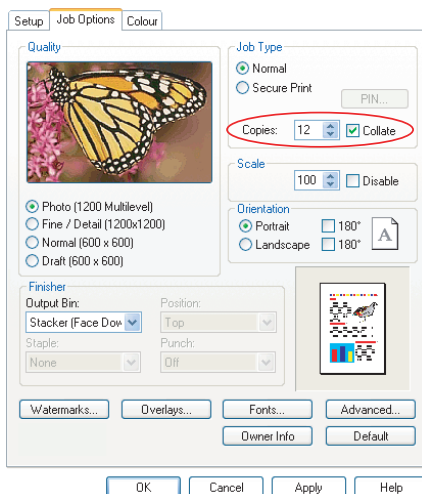 Setup Job Options Colour
Quality
Job Type
Normal
Secure Print
PIN...
Copies: 12 Collate
Scale
100 Disable
Photo (1200 Multilevel)
Fine / Detail (1200x1200)
Normal (600 x 600)
Draft (600 x 600)
Orientation
Portrait 180°
Landscape 180°
A
Finisher
Output Bin: Position:
Stacker (Face Dow Top
Staple: Punch:
None Off
Watermarks... Overlays... Fonts... Advanced...
Owner Info Default
OK Cancel Apply Help